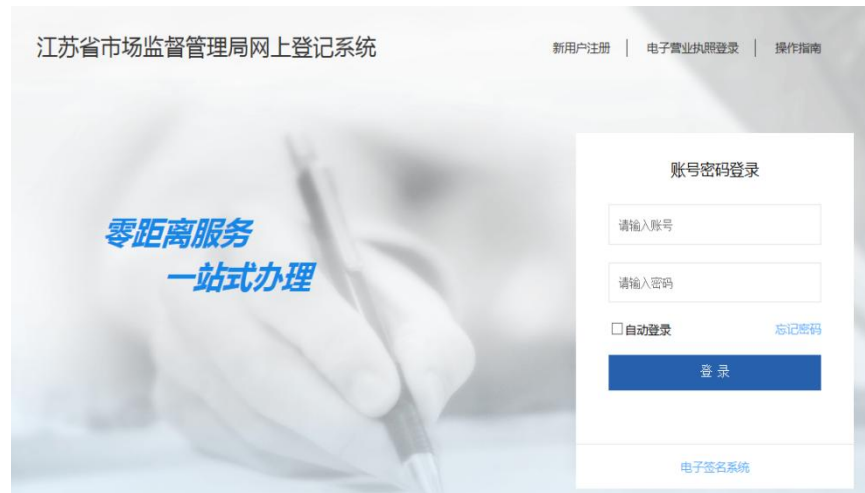 江苏省市场监督管理局网上登记系统
新用户注册 | 电子营业执照登录 | 操作指南
账号密码登录
零距离服务
一站式办理
请输入账号
请输入密码
自动登录 忘记密码
登录
电子签名系统